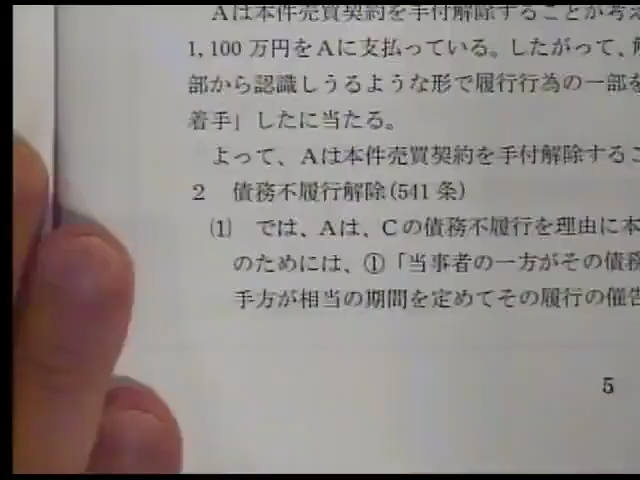 Aは本件売買契約を手付解除することが考え
1,100 万円をAに支払っている。したがって、
部から認識しうるような形で履行行為の一部を
着手」したに当たる。
よって、Aは本件売買契約を手付解除するこ
2 債務不履行解除(541 条)
⑴ では、Aは、Cの債務不履行を理由に本
のためには、①「当事者の一方がその債務
手方が相当の期間を定めてその履行の催告
5